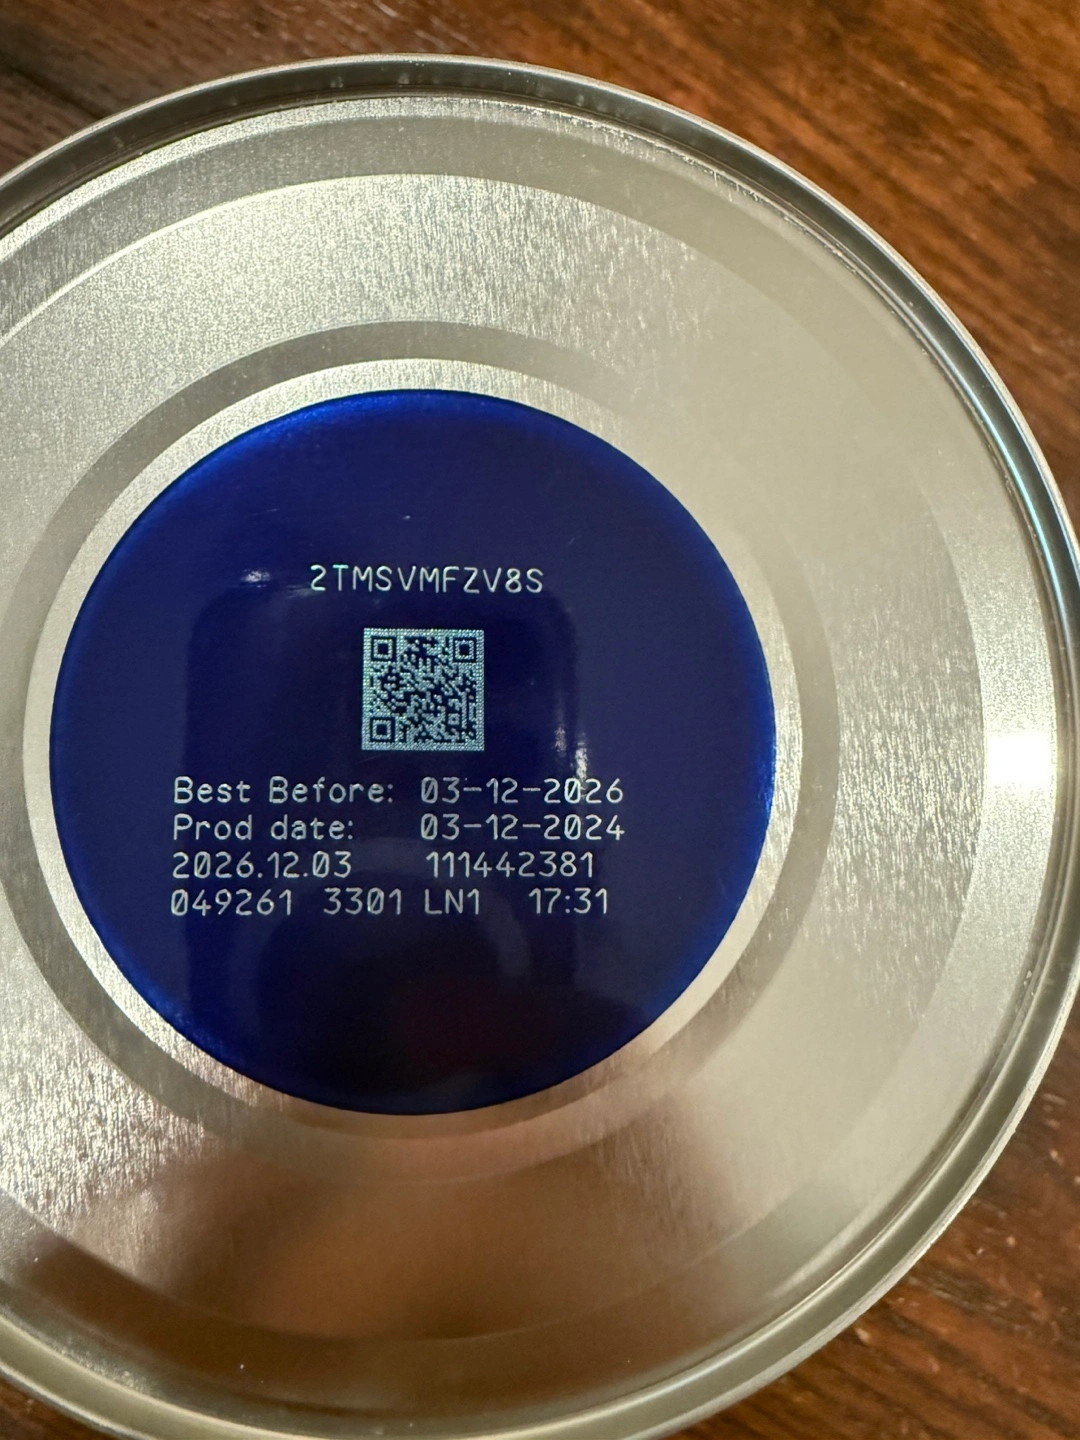 2TMSVMFZV8S
Best Before: 03-12-2026
Prod date: 03-12-2024
2026.12.03 111442381
049261 3301 LN1 17:31